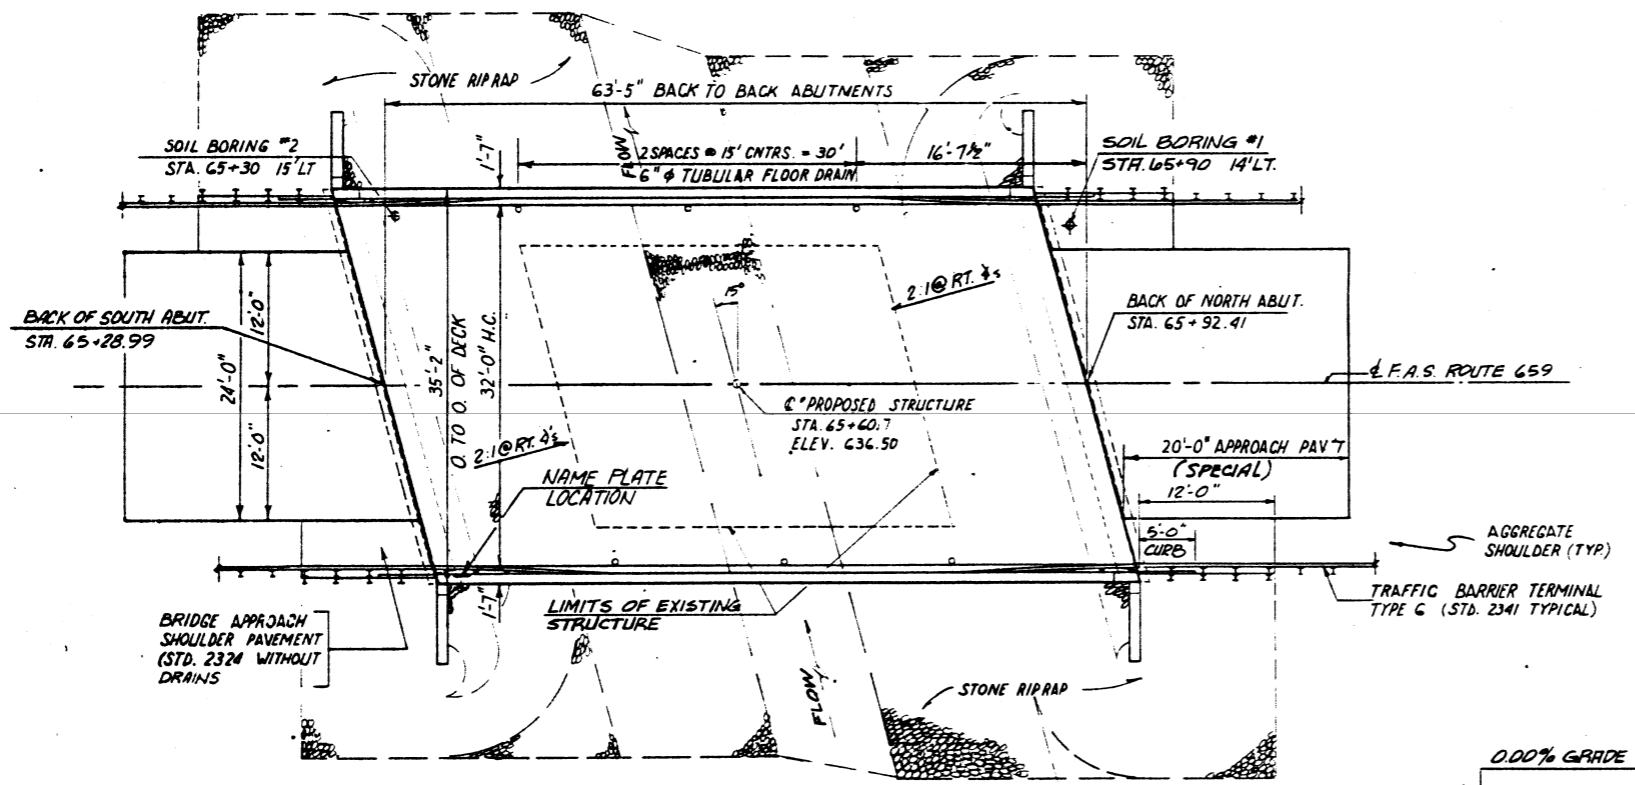 STONE RIPRAP
63'-5" BACK TO BACK ABUTMENTS
SOIL BORING #2
STA. 65+30 15'LT
1'-7"
FLOW
2 SPACES @ 15' CNTRS. = 30'
6" φ TUBULAR FLOOR DRAIN
16'-7½"
SOIL BORING #1
STA. 65+90 14'LT.
BACK OF SOUTH ABUT.
STA. 65+28.99
24'-0"
12'-0"
12'-0"
35'-2"
O. TO O. OF DECK
32'-0" H.C.
15°
2:1@RT. ∡s
BACK OF NORTH ABUT.
STA. 65+92.41
℄ F.A.S. ROUTE 659
℄ PROPOSED STRUCTURE
STA. 65+60.7
ELEV. 636.50
2:1@RT. ∡s
NAME PLATE
LOCATION
20'-0" APPROACH PAV'T
(SPECIAL)
12'-0"
5'-0"
CURB
AGGREGATE
SHOULDER (TYP.)
TRAFFIC BARRIER TERMINAL
TYPE 6 (STD. 2341 TYPICAL)
1'-7"
LIMITS OF EXISTING
STRUCTURE
BRIDGE APPROACH
SHOULDER PAVEMENT
(STD. 2324 WITHOUT
DRAINS
FLOW
STONE RIPRAP
0.00% GRADE